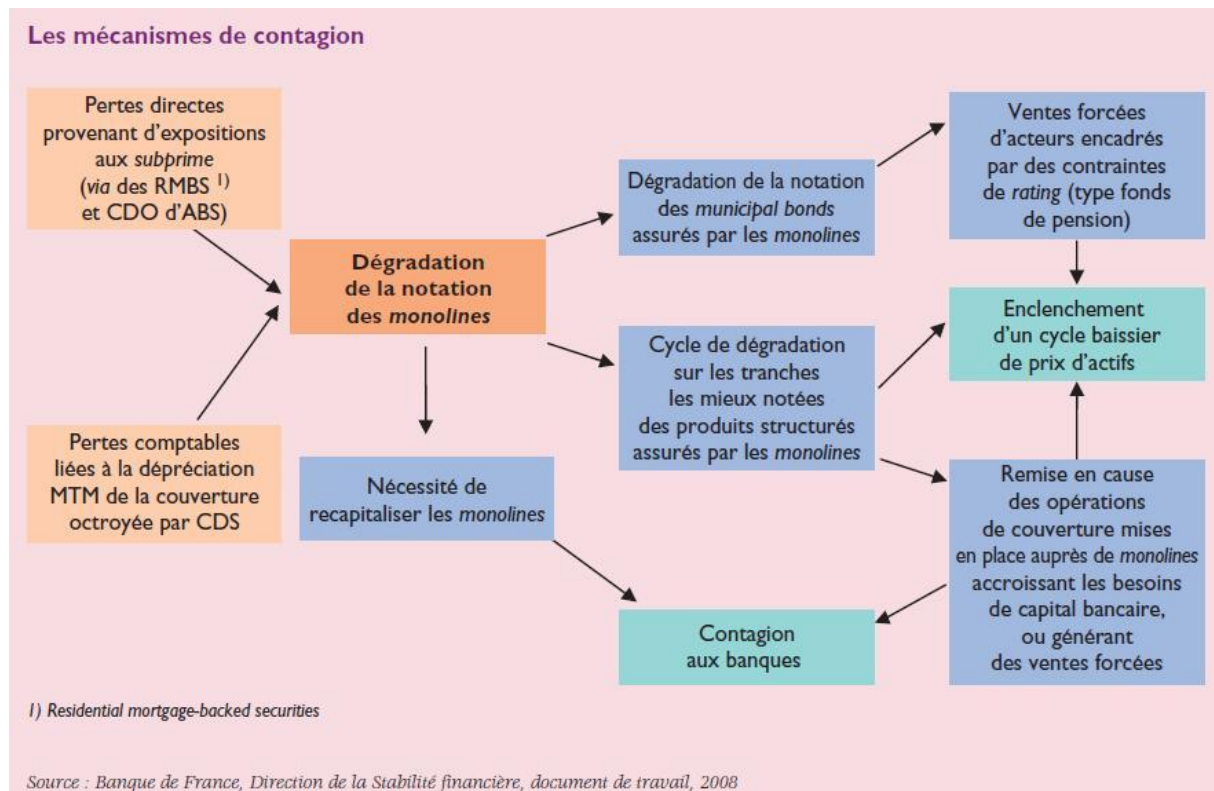 Les mécanismes de contagion
Pertes directes
provenant d'expositions
aux subprime
(via des RMBS 1)
et CDO d'ABS)
Pertes comptables
liées à la dépréciation
MTM de la couverture
octroyée par CDS
Dégradation
de la notation
des monolines
Nécessité de
recapitaliser les monolines
Dégradation de la notation
des municipal bonds
assurés par les monolines
Cycle de dégradation
sur les tranches
les mieux notées
des produits structurés
assurés par les monolines
Contagion
aux banques
Ventes forcées
d'acteurs encadrés
par des contraintes
de rating (type fonds
de pension)
Enclenchement
d'un cycle baissier
de prix d'actifs
Remise en cause
des opérations
de couverture mises
en place auprès de monolines
accroissant les besoins
de capital bancaire,
ou générant
des ventes forcées
1) Residential mortgage-backed securities
Source : Banque de France, Direction de la Stabilité financière, document de travail, 2008